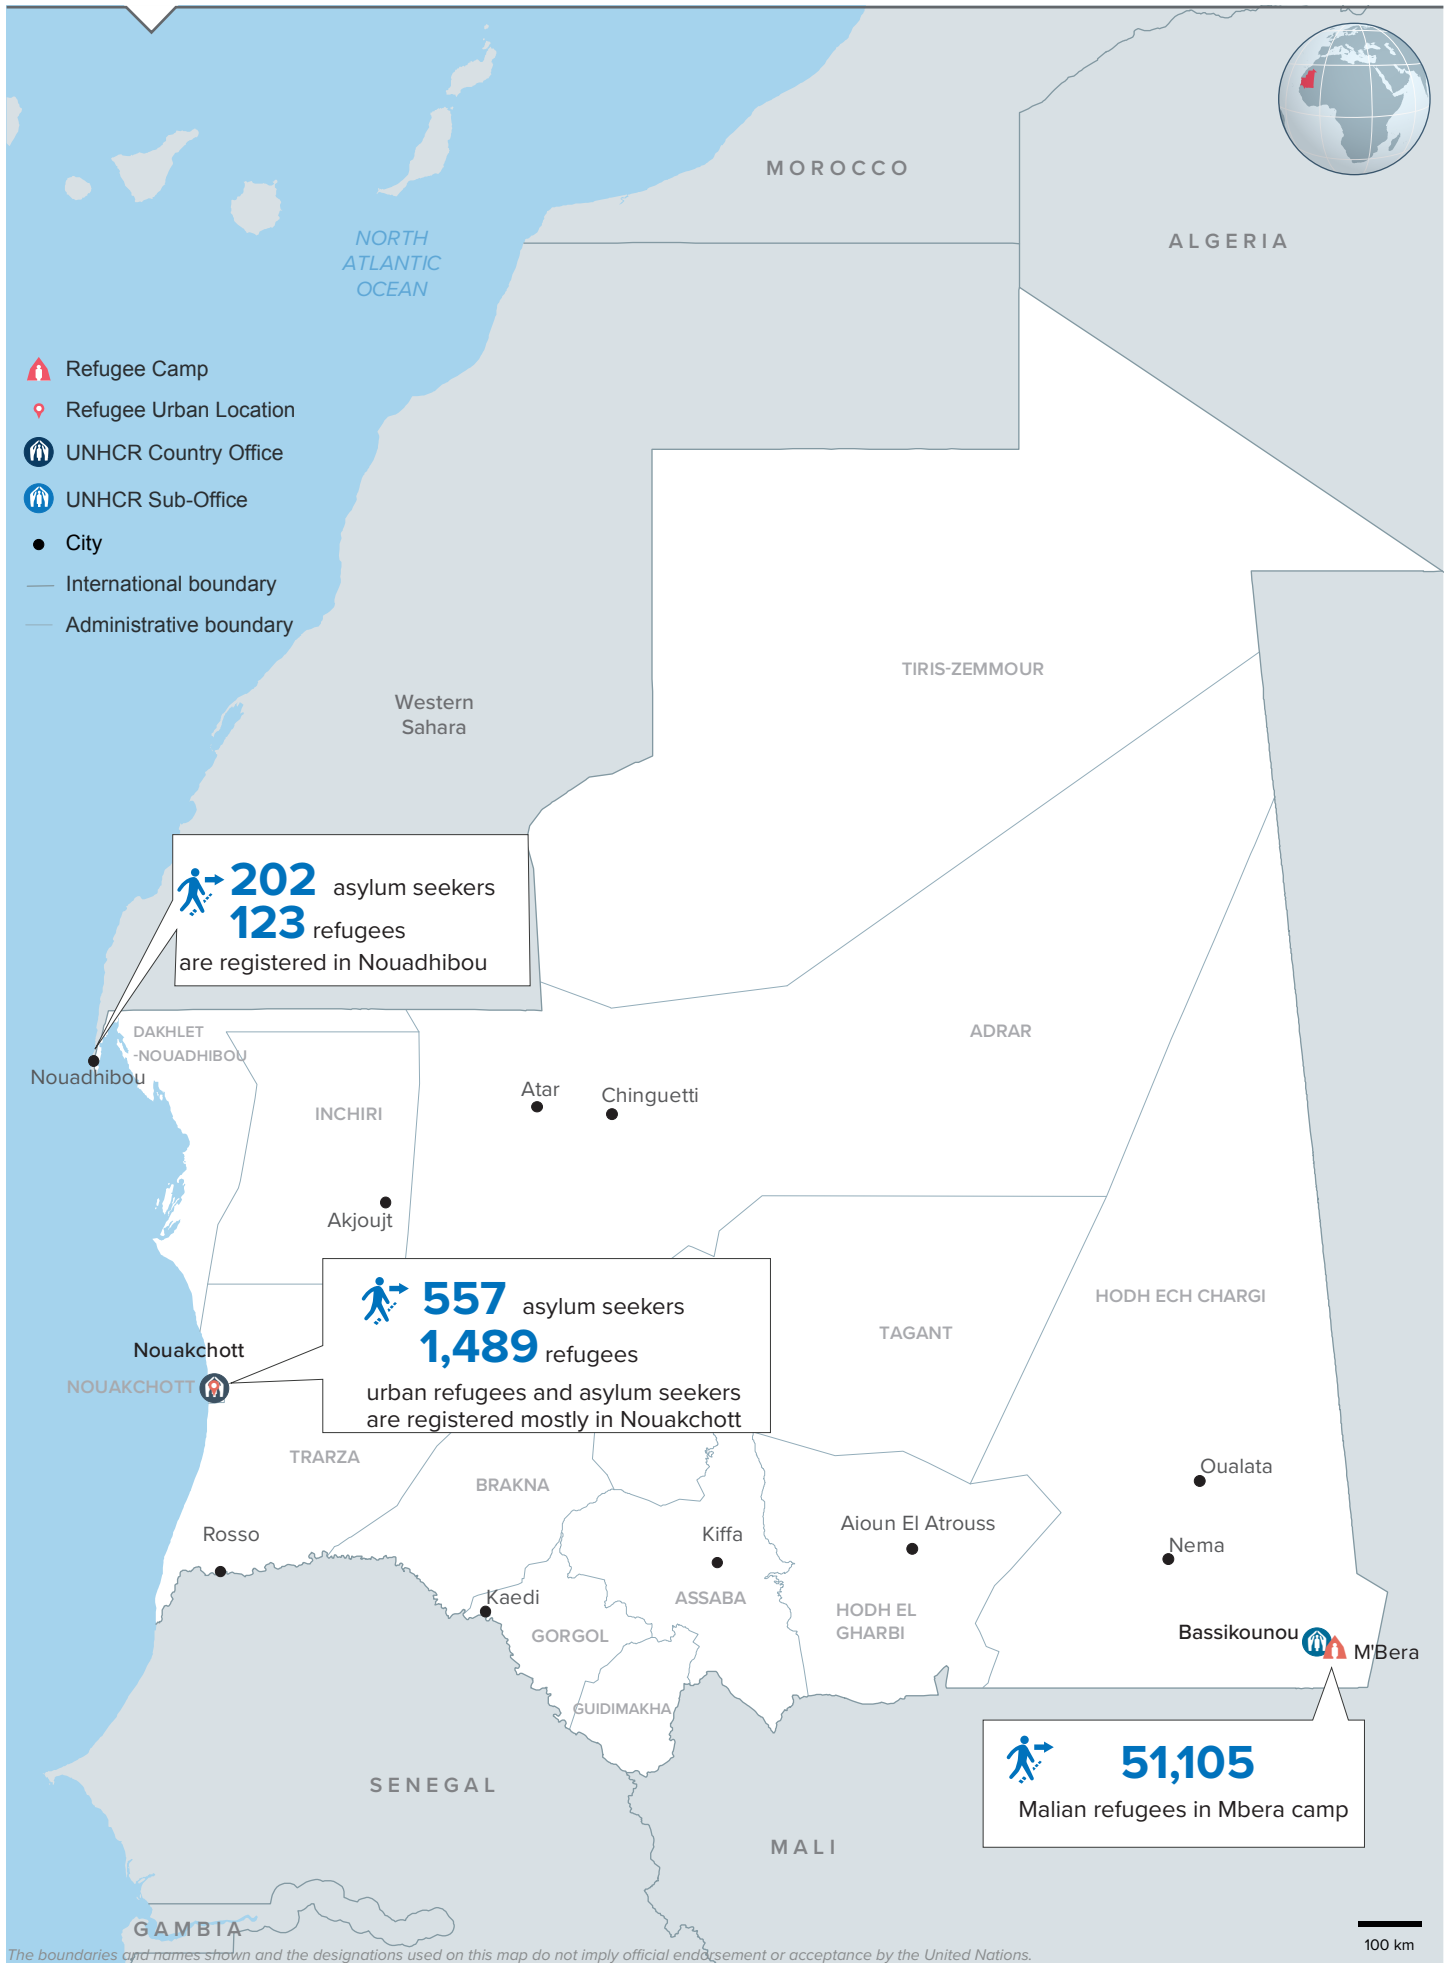 MOROCCO
ALGERIA
NORTH
ATLANTIC
OCEAN
Refugee Camp
Refugee Urban Location
UNHCR Country Office
UNHCR Sub-Office
City
International boundary
Administrative boundary
TIRIS-ZEMMOUR
Western
Sahara
202 asylum seekers
123 refugees
are registered in Nouadhibou
DAKHLET
-NOUADHIBOU
Nouadhibou
ADRAR
Atar
Chinguetti
INCHIRI
Akjoujt
557 asylum seekers
1,489 refugees
urban refugees and asylum seekers
are registered mostly in Nouakchott
HODH ECH CHARGI
TAGANT
Nouakchott
NOUAKCHOTT
TRARZA
BRAKNA
Oualata
Rosso
Kiffa
Aioun El Atrouss
Nema
Kaedi
ASSABA
HODH EL
GHARBI
GORGOL
Bassikounou
M'Bera
GUIDIMAKHA
51,105
Malian refugees in Mbera camp
SENEGAL
MALI
GAMBIA
100 km
The boundaries and names shown and the designations used on this map do not imply official endorsement or acceptance by the United Nations.